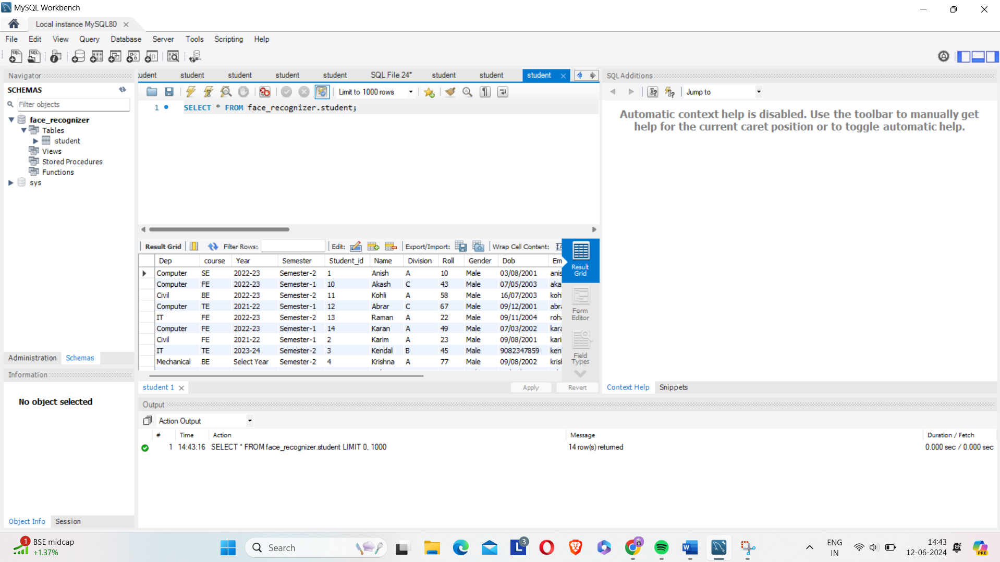 MySQL Workbench
Local instance MySQL80
File Edit View Query Database Server Tools Scripting Help
Navigator
SCHEMAS
Filter objects
face_recognizer
Tables
student
Views
Stored Procedures
Functions
sys
Administration Schemas
Information
No object selected
Object Info Session
udent student student student student SQL File 24* student student student
Limit to 1000 rows
1 SELECT * FROM face_recognizer.student;
Result Grid Filter Rows: Edit: Export/Import: Wrap Cell Content:
Dep course Year Semester Student_id Name Division Roll Gender Dob Em
Computer SE 2022-23 Semester-2 1 Anish A 10 Male 03/08/2001 anis
Computer FE 2022-23 Semester-1 10 Akash C 43 Male 07/05/2003 aka
Civil BE 2022-23 Semester-2 11 Kohli A 58 Male 16/07/2003 koh
Computer TE 2021-22 Semester-1 12 Abrar C 67 Male 09/12/2001 abr
IT FE 2022-23 Semester-2 13 Raman A 22 Male 09/11/2004 roha
Computer FE 2022-23 Semester-1 14 Karan A 49 Male 07/03/2002 kara
Civil FE 2021-22 Semester-1 2 Karim A 23 Male 09/08/2001 kari
IT TE 2023-24 Semester-2 3 Kendal B 45 Male 9082347859 ken
Mechanical BE Select Year Semester-2 4 Krishna A 77 Male 09/08/2002 krisl
Result
Grid
Form
Editor
Field
Types
student 1 Apply Revert
SQLAdditions
Jump to
Automatic context help is disabled. Use the toolbar to manually get
help for the current caret position or to toggle automatic help.
Context Help Snippets
Output
Action Output
# Time Action Message Duration / Fetch
1 14:43:16 SELECT * FROM face_recognizer.student LIMIT 0, 1000 14 row(s) returned 0.000 sec / 0.000 sec
1 BSE midcap
+1.37%
Search
3
ENG
IN
14:43
12-06-2024
PRE